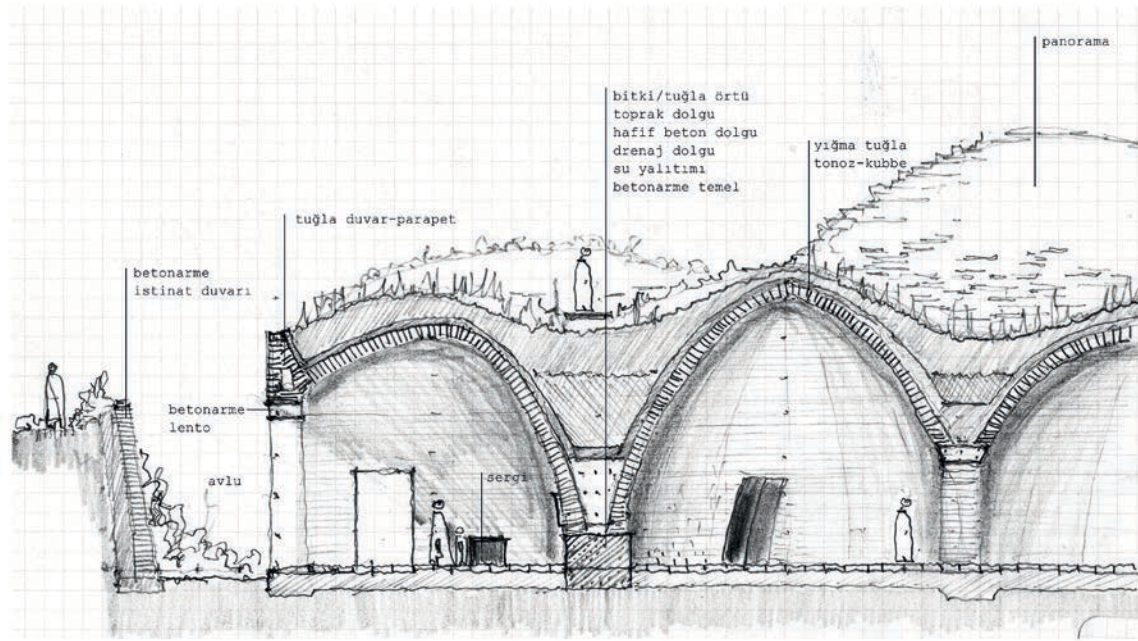 panorama
bitki/tuğla örtü
toprak dolgu
hafif beton dolgu
drenaj dolgu
su yalıtımı
betonarme temel
yığma tuğla
tonoz-kubbe
tuğla duvar-parapet
betonarme
istinat duvarı
betonarme
lento
avlu
sergi